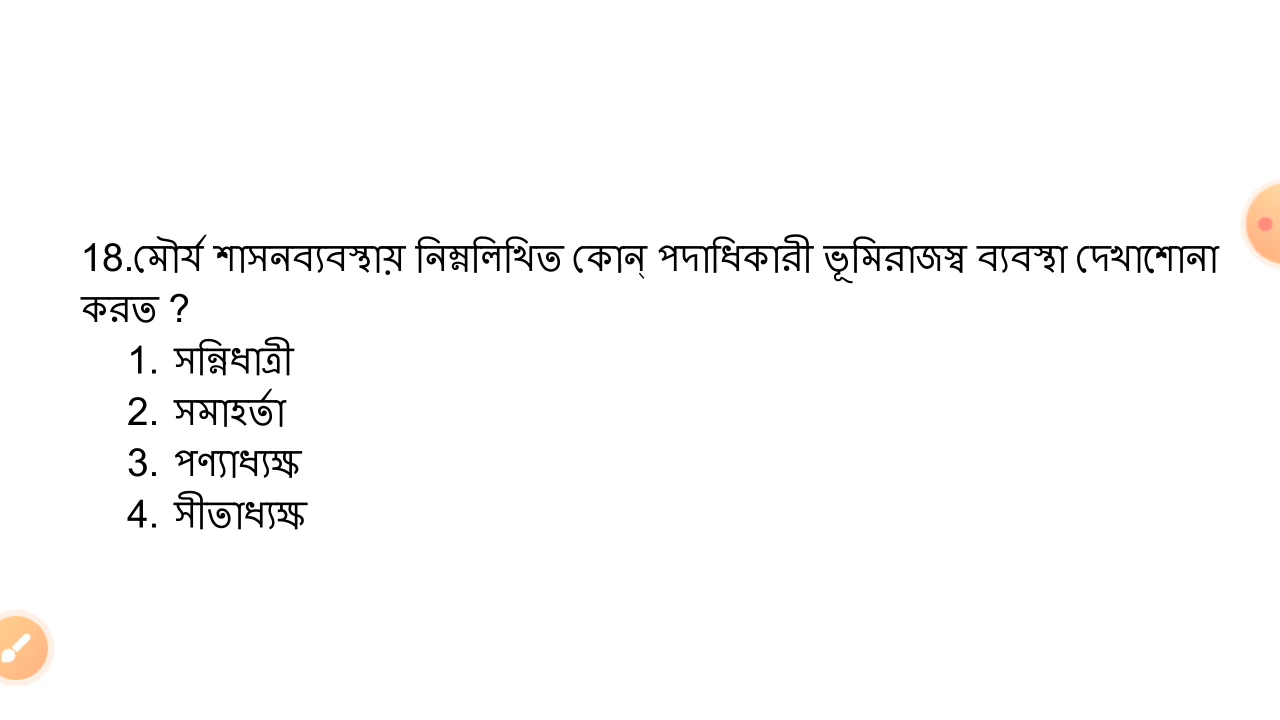 18.মৌর্য শাসনব্যবস্থায় নিম্নলিখিত কোন্ পদাধিকারী ভূমিরাজস্ব ব্যবস্থা দেখাশোনা
করত ?
1. সন্নিধাত্রী
2. সমাহর্তা
3. পণ্যাধ্যক্ষ
4. সীতাধ্যক্ষ